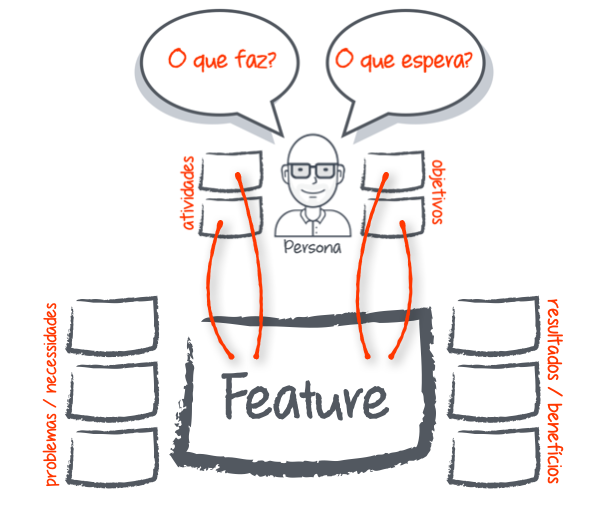 O que faz?
O que espera?
atividades
objetivos
Persona
problemas / necessidades
Feature
resultados / benefícios